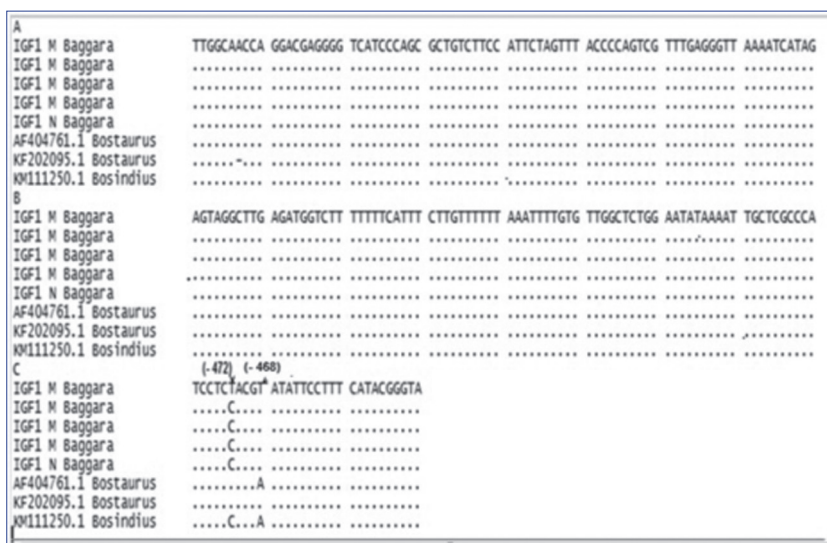 A
IGF1 M Baggara TTGGCAACCA GGACGAGGGG TCATCCCAGC GCTGTCTTCC ATTCTAGTTT ACCCCAGTCG TTTGAGGGTT AAAATCATAG
IGF1 M Baggara .......... .......... .......... .......... .......... .......... .......... ..........
IGF1 M Baggara .......... .......... .......... .......... .......... .......... .......... ..........
IGF1 M Baggara .......... .......... .......... .......... .......... .......... .......... ..........
IGF1 N Baggara .......... .......... .......... .......... .......... .......... .......... ..........
AF404761.1 Bostaurus .......... .......... .......... .......... .......... .......... .......... ..........
KF202095.1 Bostaurus ......-... .......... .......... .......... .......... .......... .......... ..........
KM111250.1 Bosindius .......... .......... .......... .......... .......... .......... .......... ..........
B
IGF1 M Baggara AGTAGGCTTG AGATGGTCTT TTTTTCATTT CTTGTTTTTT AAATTTTGTG TTGGCTCTGG AATATAAAAT TGCTCGCCCA
IGF1 M Baggara .......... .......... .......... .......... .......... .......... .......... ..........
IGF1 M Baggara .......... .......... .......... .......... .......... .......... .......... ..........
IGF1 M Baggara .......... .......... .......... .......... .......... .......... .......... ..........
IGF1 N Baggara .......... .......... .......... .......... .......... .......... .......... ..........
AF404761.1 Bostaurus .......... .......... .......... .......... .......... .......... .......... ..........
KF202095.1 Bostaurus .......... .......... .......... .......... .......... .......... .......... ..........
KM111250.1 Bosindius .......... .......... .......... .......... .......... .......... .......... ..........
C (-472) (-468)
IGF1 M Baggara TCCTCTACGT ATATTCCTTT CATACGGGTA
IGF1 M Baggara .....C.... .......... ..........
IGF1 M Baggara .....C.... .......... ..........
IGF1 M Baggara .....C.... .......... ..........
IGF1 N Baggara .....C.... .......... ..........
AF404761.1 Bostaurus .........A .......... ..........
KF202095.1 Bostaurus .......... .......... ..........
KM111250.1 Bosindius .....C...A .......... ..........